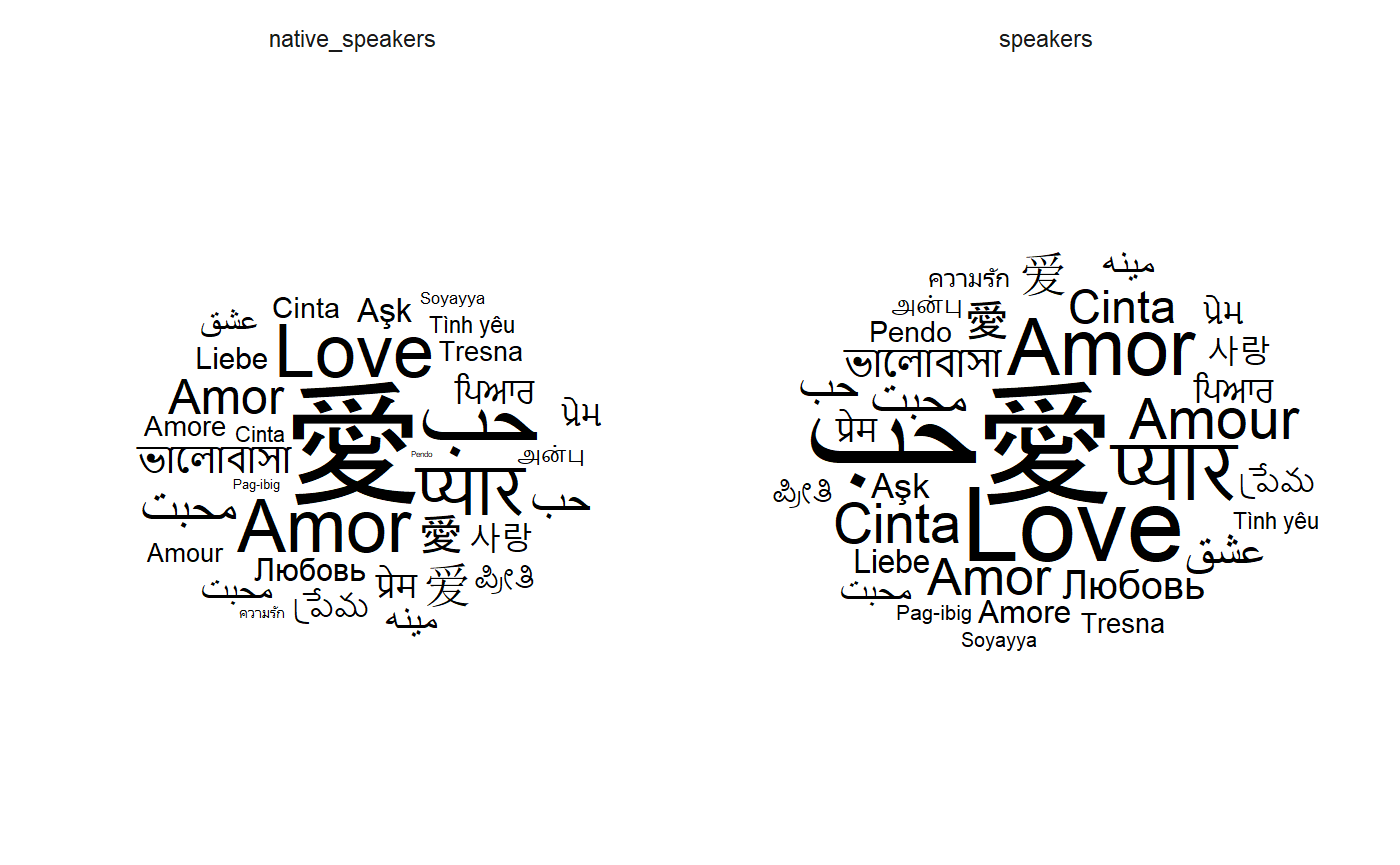 native_speakers
Cinta Aşk Soyayya
عشق Love Tình yêu
Liebe Tresna
Amor পিਆਰ
Amore Cinta 愛 حب પ્રેમ
ভালোবাসা Pendo அன்பு
Pag-ibig प्यार
محبت Amor حب
愛 사랑
Amour
Любовь
محبت प्रेम 爱 ಪ್ರೀತಿ
ความรัก ప్రేమ مينه
speakers
ความรัก 爱 مينه
அன்பு Cinta પ્રેમ
Pendo 愛 Amor
ভালোবাসা 사랑
حب محبت ਪਿਆਰ
حب प्रेम 愛 Amour
प्यार
ಪ್ರೀತಿ Aşk ప్రేమ
Cinta Love Tình yêu
عشق
Liebe Amor Любовь
محبت
Pag-ibig Amore Tresna
Soyayya